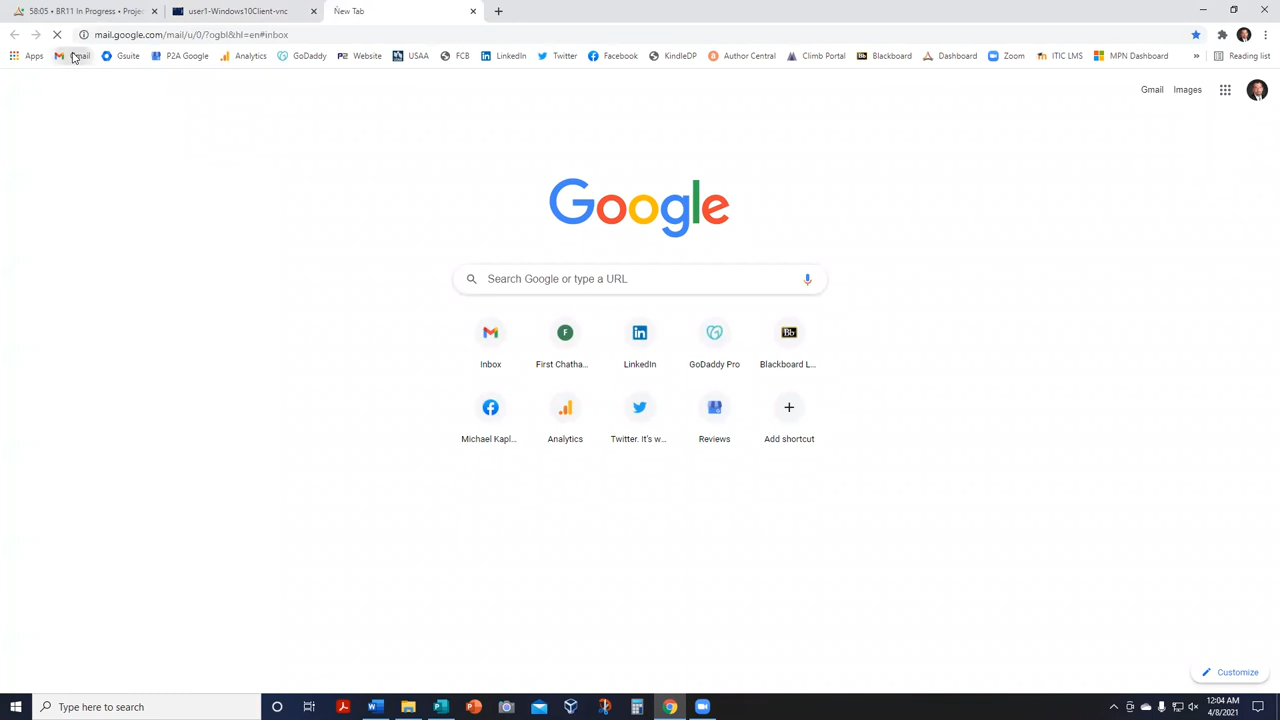 58:05 • BR11 In Progress • Projec
user1-Windows10Client-vnc
New Tab
mail.google.com/mail/u/0/?ogbl&hl=en#inbox
Apps Gmail Gsuite P2A Google Analytics GoDaddy Website USAA FCB LinkedIn Twitter Facebook KindleDP Author Central Climb Portal Blackboard Dashboard Zoom ITIC LMS MPN Dashboard » Reading list
Gmail Images
Google
Search Google or type a URL
Inbox First Chatha... LinkedIn GoDaddy Pro Blackboard L...
Michael Kapl... Analytics Twitter. It's w... Reviews Add shortcut
Customize
Type here to search
12:04 AM
4/8/2021